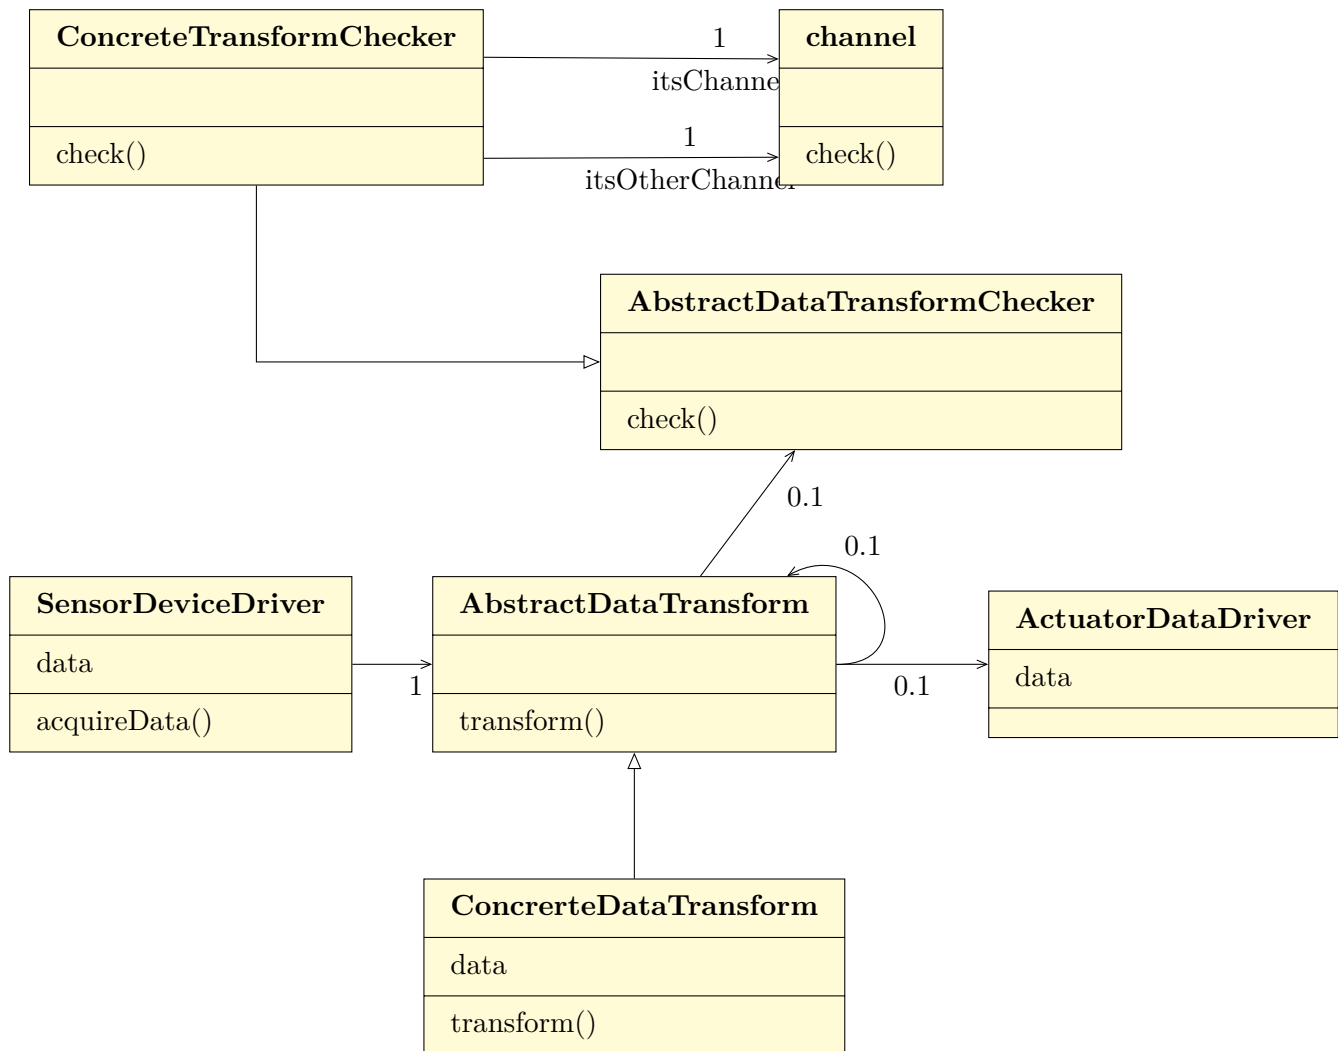 ConcreteTransformChecker
check()
1
itsChanne
1
itsOtherChannel
channel
check()
AbstractDataTransformChecker
check()
0.1
0.1
SensorDeviceDriver
data
acquireData()
1
AbstractDataTransform
transform()
0.1
ActuatorDataDriver
data
ConcrerteDataTransform
data
transform()